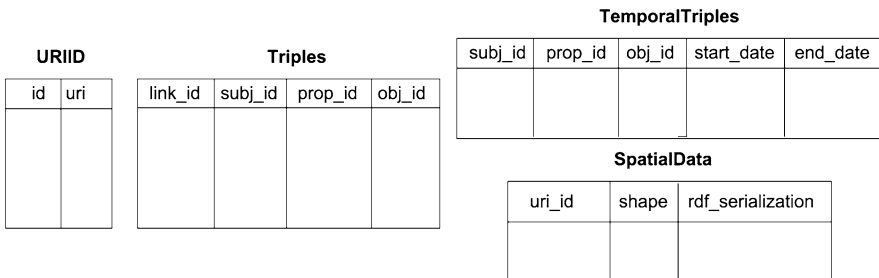 URIID
id uri
Triples
link_id subj_id prop_id obj_id
TemporalTriples
subj_id prop_id obj_id start_date end_date
SpatialData
uri_id shape rdf_serialization